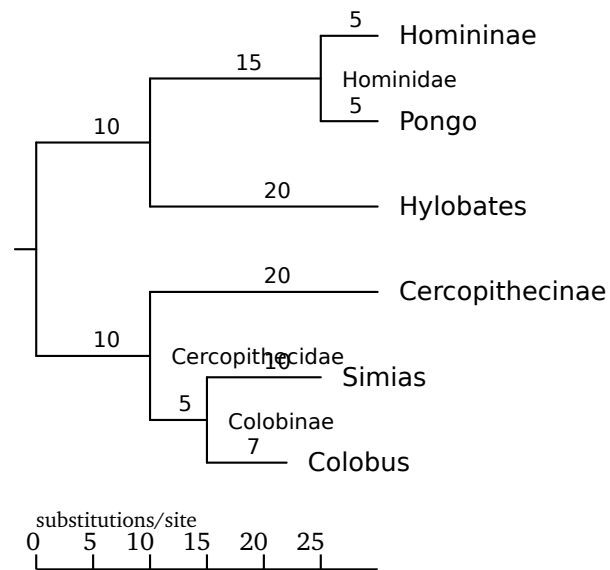 5
Homininae
15
Hominidae
5
Pongo
10
20
Hylobates
20
Cercopithecinae
10
Cercopithecidae
10
Simias
5
Colobinae
7
Colobus
substitutions/site
0 5 10 15 20 25